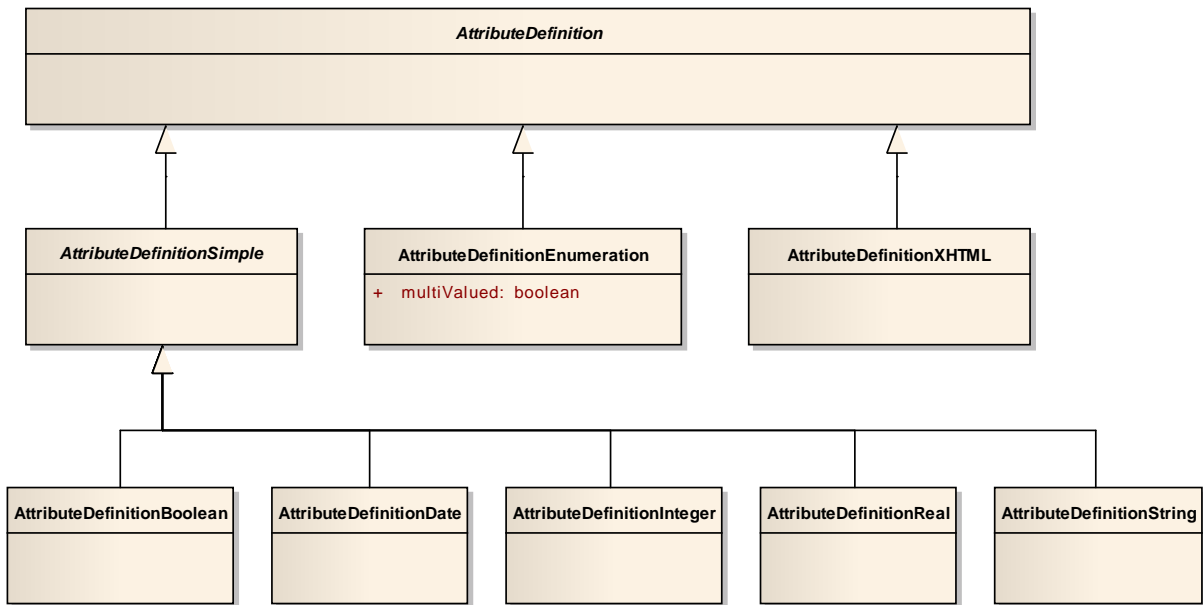 AttributeDefinition
AttributeDefinitionSimple
AttributeDefinitionEnumeration
+ multiValued: boolean
AttributeDefinitionXHTML
AttributeDefinitionBoolean
AttributeDefinitionDate
AttributeDefinitionInteger
AttributeDefinitionReal
AttributeDefinitionString